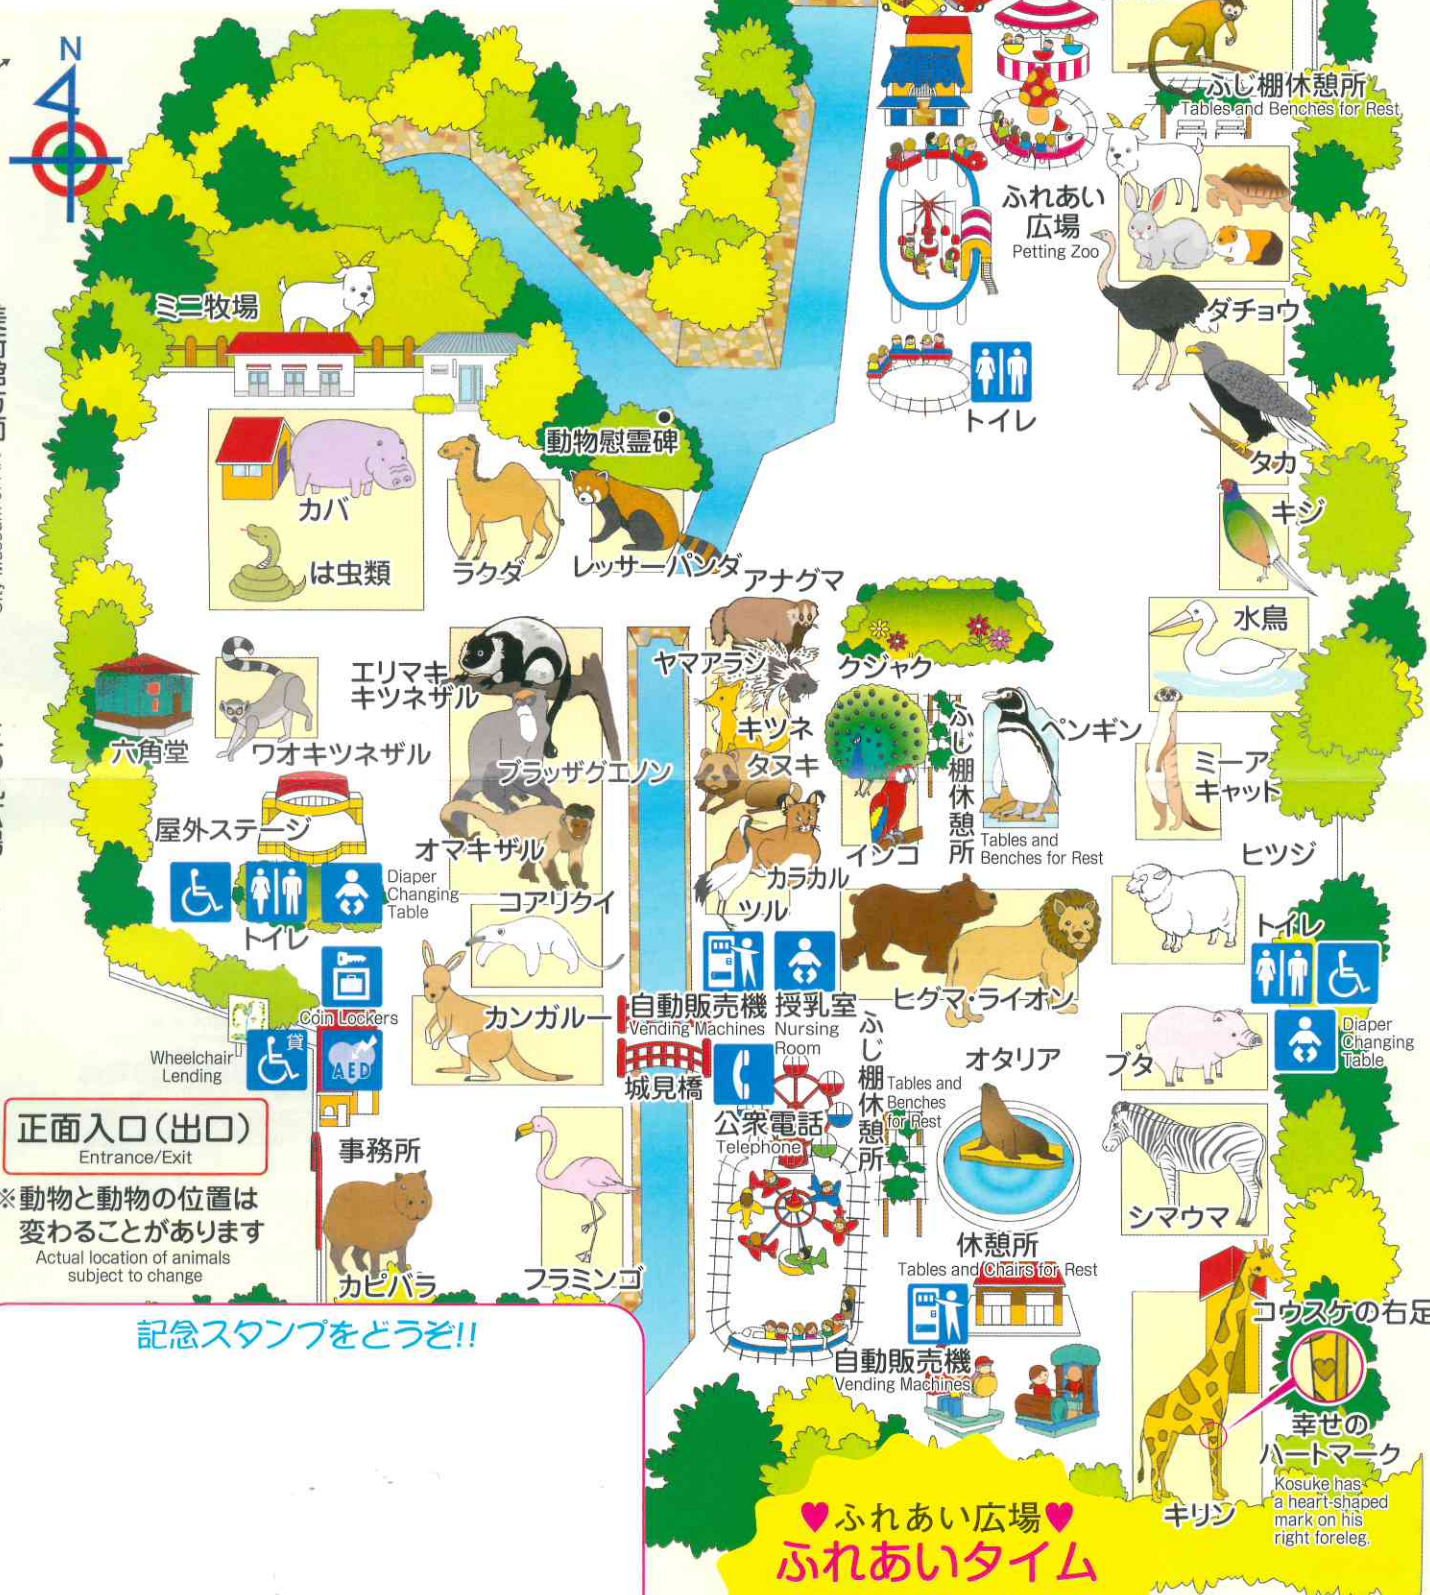 N
ふじ棚休憩所
Tables and Benches for Rest
ふれあい
広場
Petting Zoo
ミニ牧場
ダチョウ
トイレ
タカ
動物慰霊碑
カバ
キジ
は虫類
ラクダ
レッサーパンダ
アナグマ
水鳥
エリマキ
キツネザル
ヤマアラシ
クジャク
六角堂
ワオキツネザル
キツネ
ふじ棚休憩所
Tables and
Benches for Rest
ペンギン
ブラッザグエノン
タヌキ
ミーア
キャット
屋外ステージ
オマキザル
インコ
ヒツジ
カラカル
Diaper
Changing
Table
トイレ
コアリクイ
ツル
トイレ
Coin Lockers
カンガルー
自動販売機
Vending Machines
授乳室
Nursing
Room
ヒグマ・ライオン
Diaper
Changing
Table
Wheelchair
Lending
貸
AED
城見橋
ふじ棚休憩所
Tables and
Benches
for Rest
オタリア
ブタ
公衆電話
Telephone
正面入口(出口)
Entrance/Exit
事務所
※動物と動物の位置は
変わることがあります
Actual location of animals
subject to change
カピバラ
フラミンゴ
シマウマ
休憩所
Tables and Chairs for Rest
自動販売機
Vending Machines
記念スタンプをどうぞ!!
コウスケの右足
幸せの
ハートマーク
Kosuke has
a heart-shaped
mark on his
right foreleg.
キリン
♥ふれあい広場♥
ふれあいタイム